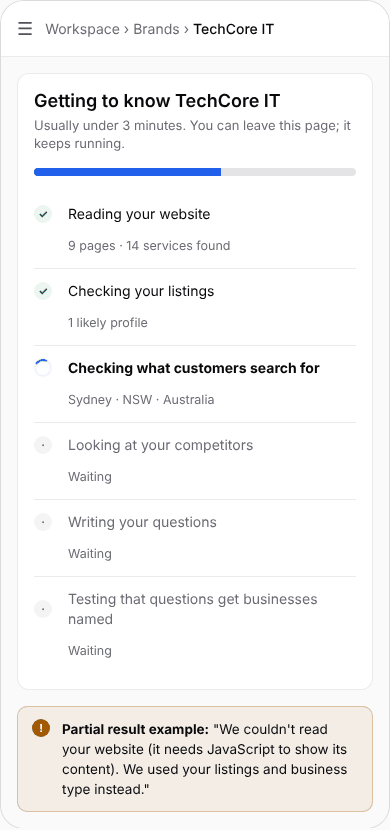 Workspace › Brands › TechCore IT
Getting to know TechCore IT
Usually under 3 minutes. You can leave this page; it
keeps running.
Reading your website
9 pages · 14 services found
Checking your listings
1 likely profile
Checking what customers search for
Sydney · NSW · Australia
Looking at your competitors
Waiting
Writing your questions
Waiting
Testing that questions get businesses
named
Waiting
! Partial result example: "We couldn't read
your website (it needs JavaScript to show its
content). We used your listings and business
type instead."